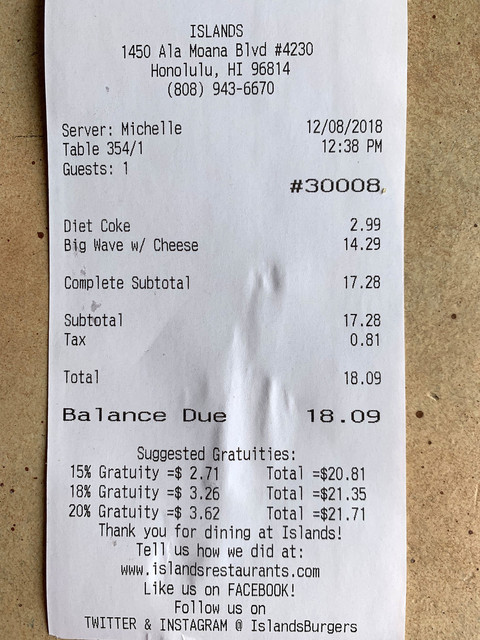 ISLANDS
1450 Ala Moana Blvd #4230
Honolulu, HI 96814
(808) 943-6670
Server: Michelle 12/08/2018
Table 354/1 12:38 PM
Guests: 1
#30008
Diet Coke 2.99
Big Wave w/ Cheese 14.29
Complete Subtotal 17.28
Subtotal 17.28
Tax 0.81
Total 18.09
Balance Due 18.09
Suggested Gratuities:
15% Gratuity =$ 2.71 Total =$20.81
18% Gratuity =$ 3.26 Total =$21.35
20% Gratuity =$ 3.62 Total =$21.71
Thank you for dining at Islands!
Tell us how we did at:
www.islandsrestaurants.com
Like us on FACEBOOK!
Follow us on
TWITTER & INSTAGRAM @ IslandsBurgers